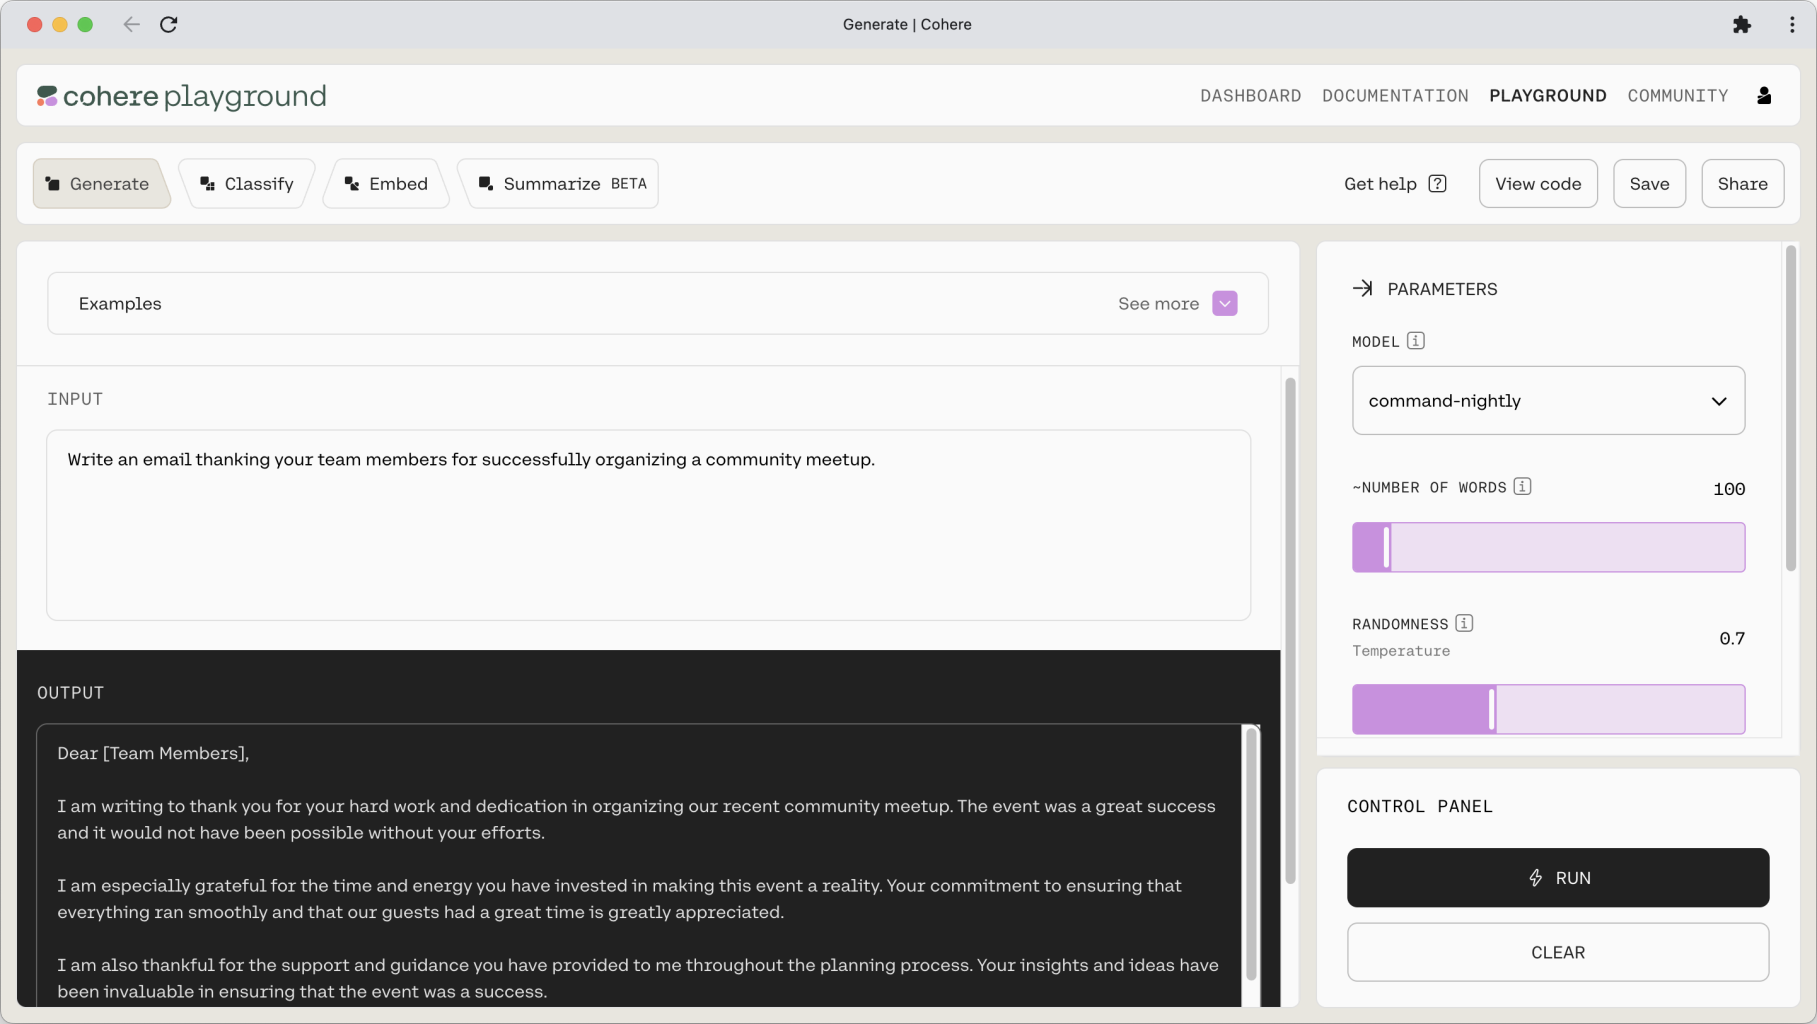 Generate | Cohere
cohere playground
DASHBOARD DOCUMENTATION PLAYGROUND COMMUNITY
Generate Classify Embed Summarize BETA
Get help ? View code Save Share
Examples
See more
INPUT
Write an email thanking your team members for successfully organizing a community meetup.
OUTPUT
Dear [Team Members],
I am writing to thank you for your hard work and dedication in organizing our recent community meetup. The event was a great success
and it would not have been possible without your efforts.
I am especially grateful for the time and energy you have invested in making this event a reality. Your commitment to ensuring that
everything ran smoothly and that our guests had a great time is greatly appreciated.
I am also thankful for the support and guidance you have provided to me throughout the planning process. Your insights and ideas have
been invaluable in ensuring that the event was a success.
PARAMETERS
MODEL i
command-nightly
~NUMBER OF WORDS i 100
RANDOMNESS i
Temperature
0.7
CONTROL PANEL
RUN
CLEAR